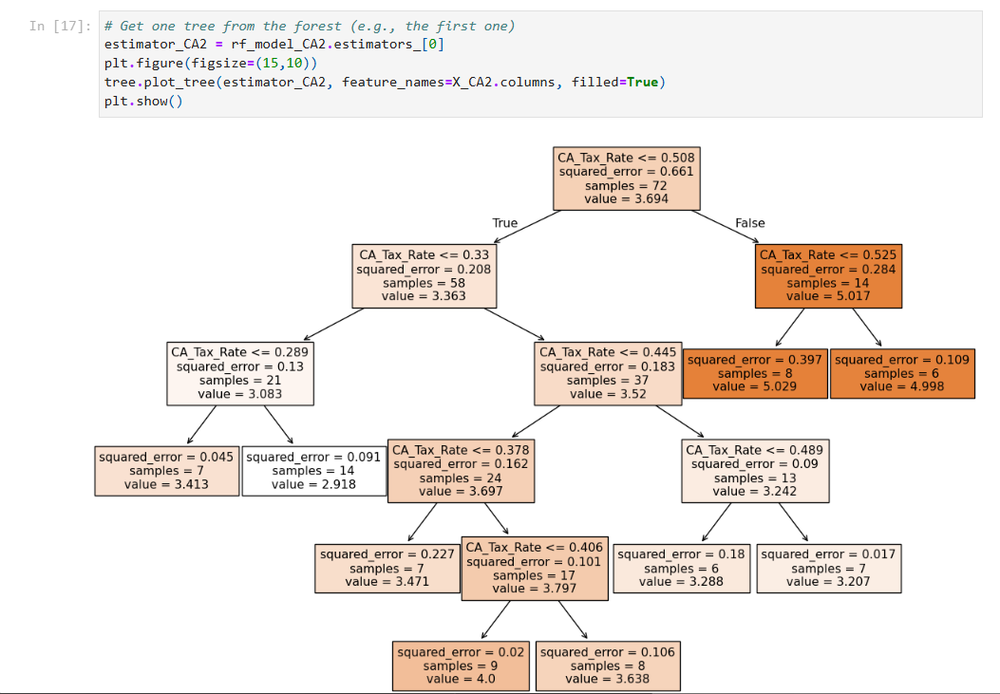 In [17]:
# Get one tree from the forest (e.g., the first one)
estimator_CA2 = rf_model_CA2.estimators_[0]
plt.figure(figsize=(15,10))
tree.plot_tree(estimator_CA2, feature_names=X_CA2.columns, filled=True)
plt.show()
CA_Tax_Rate <= 0.508
squared_error = 0.661
samples = 72
value = 3.694
True
False
CA_Tax_Rate <= 0.33
squared_error = 0.208
samples = 58
value = 3.363
CA_Tax_Rate <= 0.525
squared_error = 0.284
samples = 14
value = 5.017
CA_Tax_Rate <= 0.289
squared_error = 0.13
samples = 21
value = 3.083
CA_Tax_Rate <= 0.445
squared_error = 0.183
samples = 37
value = 3.52
squared_error = 0.397
samples = 8
value = 5.029
squared_error = 0.109
samples = 6
value = 4.998
squared_error = 0.045
samples = 7
value = 3.413
squared_error = 0.091
samples = 14
value = 2.918
CA_Tax_Rate <= 0.378
squared_error = 0.162
samples = 24
value = 3.697
CA_Tax_Rate <= 0.489
squared_error = 0.09
samples = 13
value = 3.242
squared_error = 0.227
samples = 7
value = 3.471
CA_Tax_Rate <= 0.406
squared_error = 0.101
samples = 17
value = 3.797
squared_error = 0.18
samples = 6
value = 3.288
squared_error = 0.017
samples = 7
value = 3.207
squared_error = 0.02
samples = 9
value = 4.0
squared_error = 0.106
samples = 8
value = 3.638